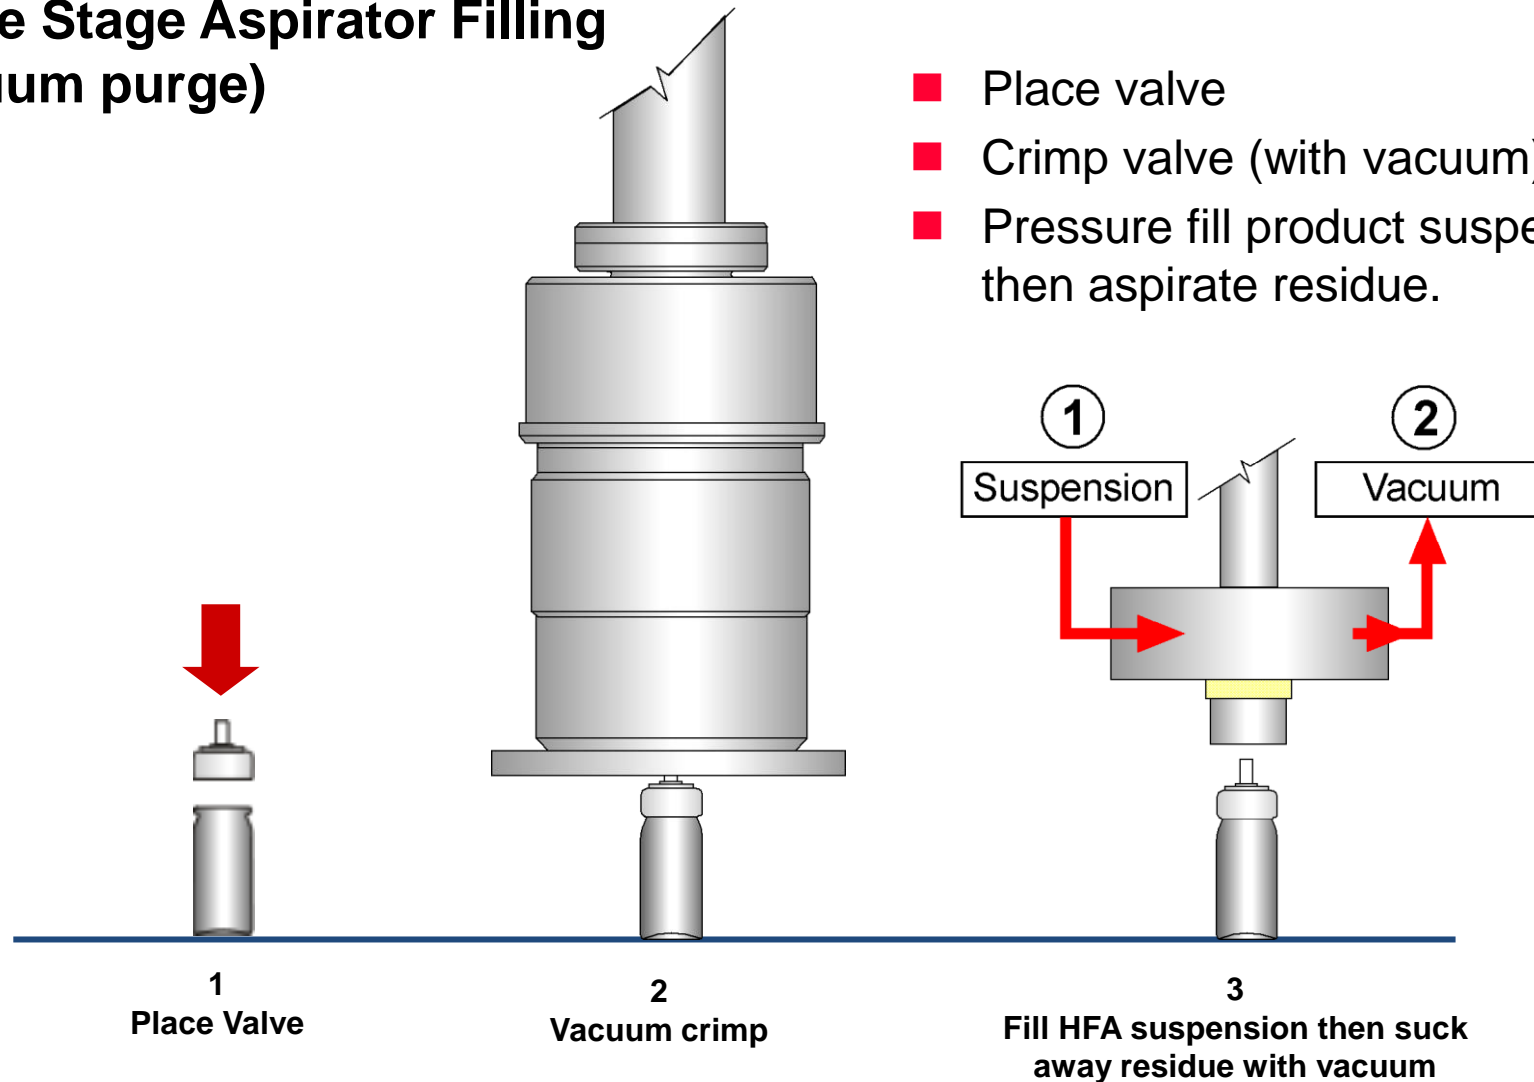 e Stage Aspirator Filling
uum purge)
Place valve
Crimp valve (with vacuum)
Pressure fill product suspe
then aspirate residue.
1
2
Suspension
Vacuum
1
Place Valve
2
Vacuum crimp
3
Fill HFA suspension then suck
away residue with vacuum